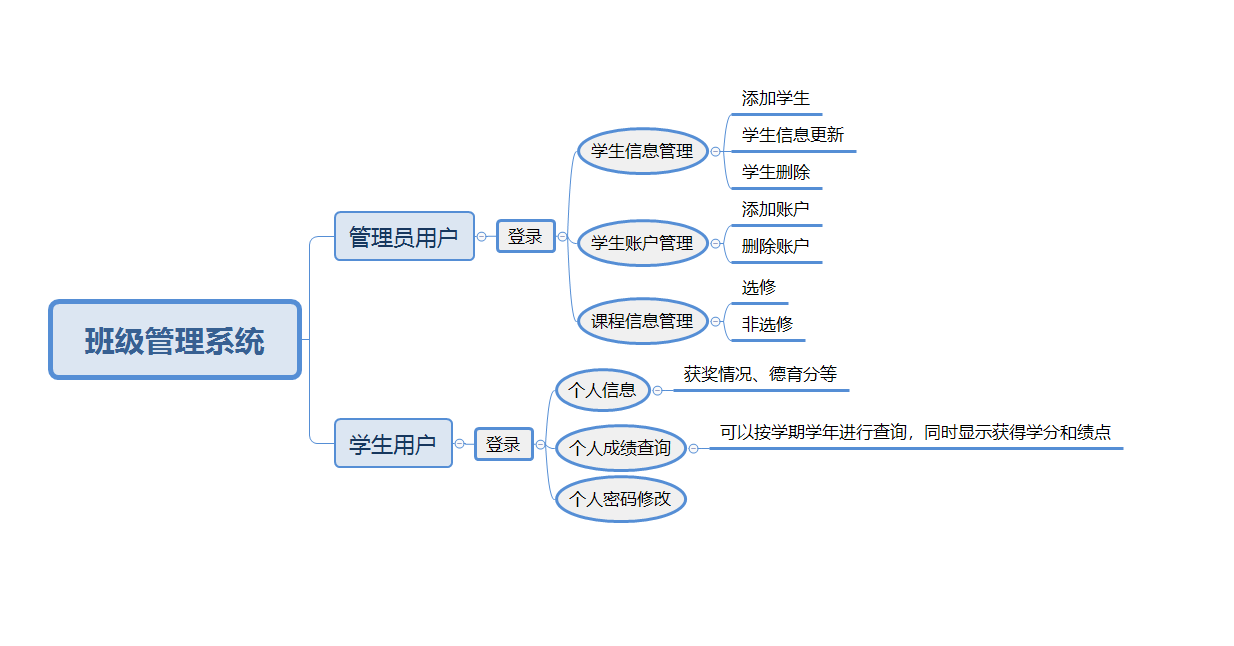 班级管理系统
管理员用户
登录
学生信息管理
添加学生
学生信息更新
学生删除
学生账户管理
添加账户
删除账户
课程信息管理
选修
非选修
学生用户
登录
个人信息
获奖情况、德育分等
个人成绩查询
可以按学期学年进行查询，同时显示获得学分和绩点
个人密码修改